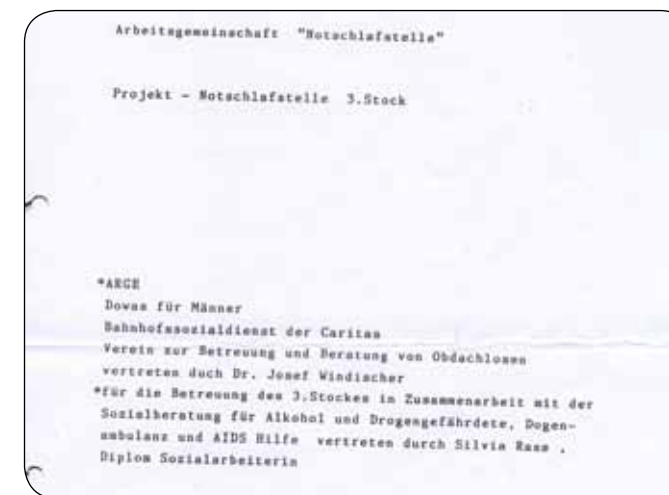 Arbeitsgemeinschaft "Notschlafstelle"
Projekt - Notschlafstelle 3.Stock
*ARGE
Dowas für Männer
Bahnhofssozialdienst der Caritas
Verein zur Betreuung und Beratung von Obdachlosen
vertreten duch Dr. Josef Windischer
*für die Betreuung des 3.Stockes in Zusammenarbeit mit der
Sozialberatung für Alkohol und Drogengefährdete, Dogen-
ambulanz und AIDS Hilfe vertreten durch Silvia Rass ,
Diplom Sozialarbeiterin